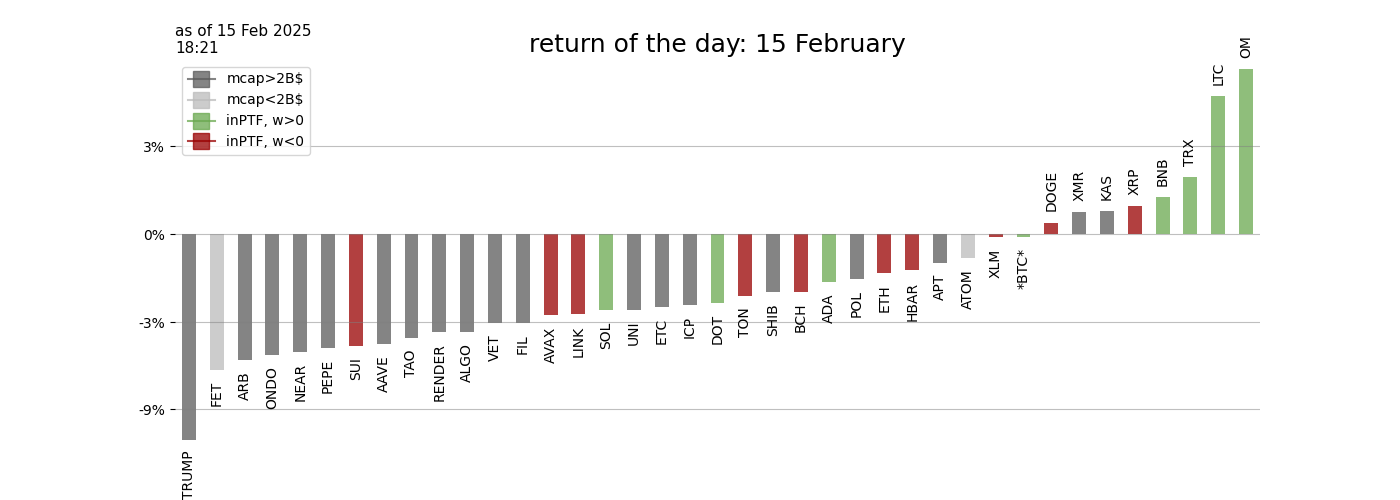 as of 15 Feb 2025
18:21
return of the day: 15 February
mcap>2B$
mcap<2B$
inPTF, w>0
inPTF, w<0
3%
0%
-3%
-9%
TRUMP
FET
ARB
ONDO
NEAR
PEPE
SUI
AAVE
TAO
RENDER
ALGO
VET
FIL
AVAX
LINK
SOL
UNI
ETC
ICP
DOT
TON
SHIB
BCH
ADA
POL
ETH
HBAR
APT
ATOM
XLM
*BTC*
DOGE
XMR
KAS
XRP
BNB
TRX
LTC
OM